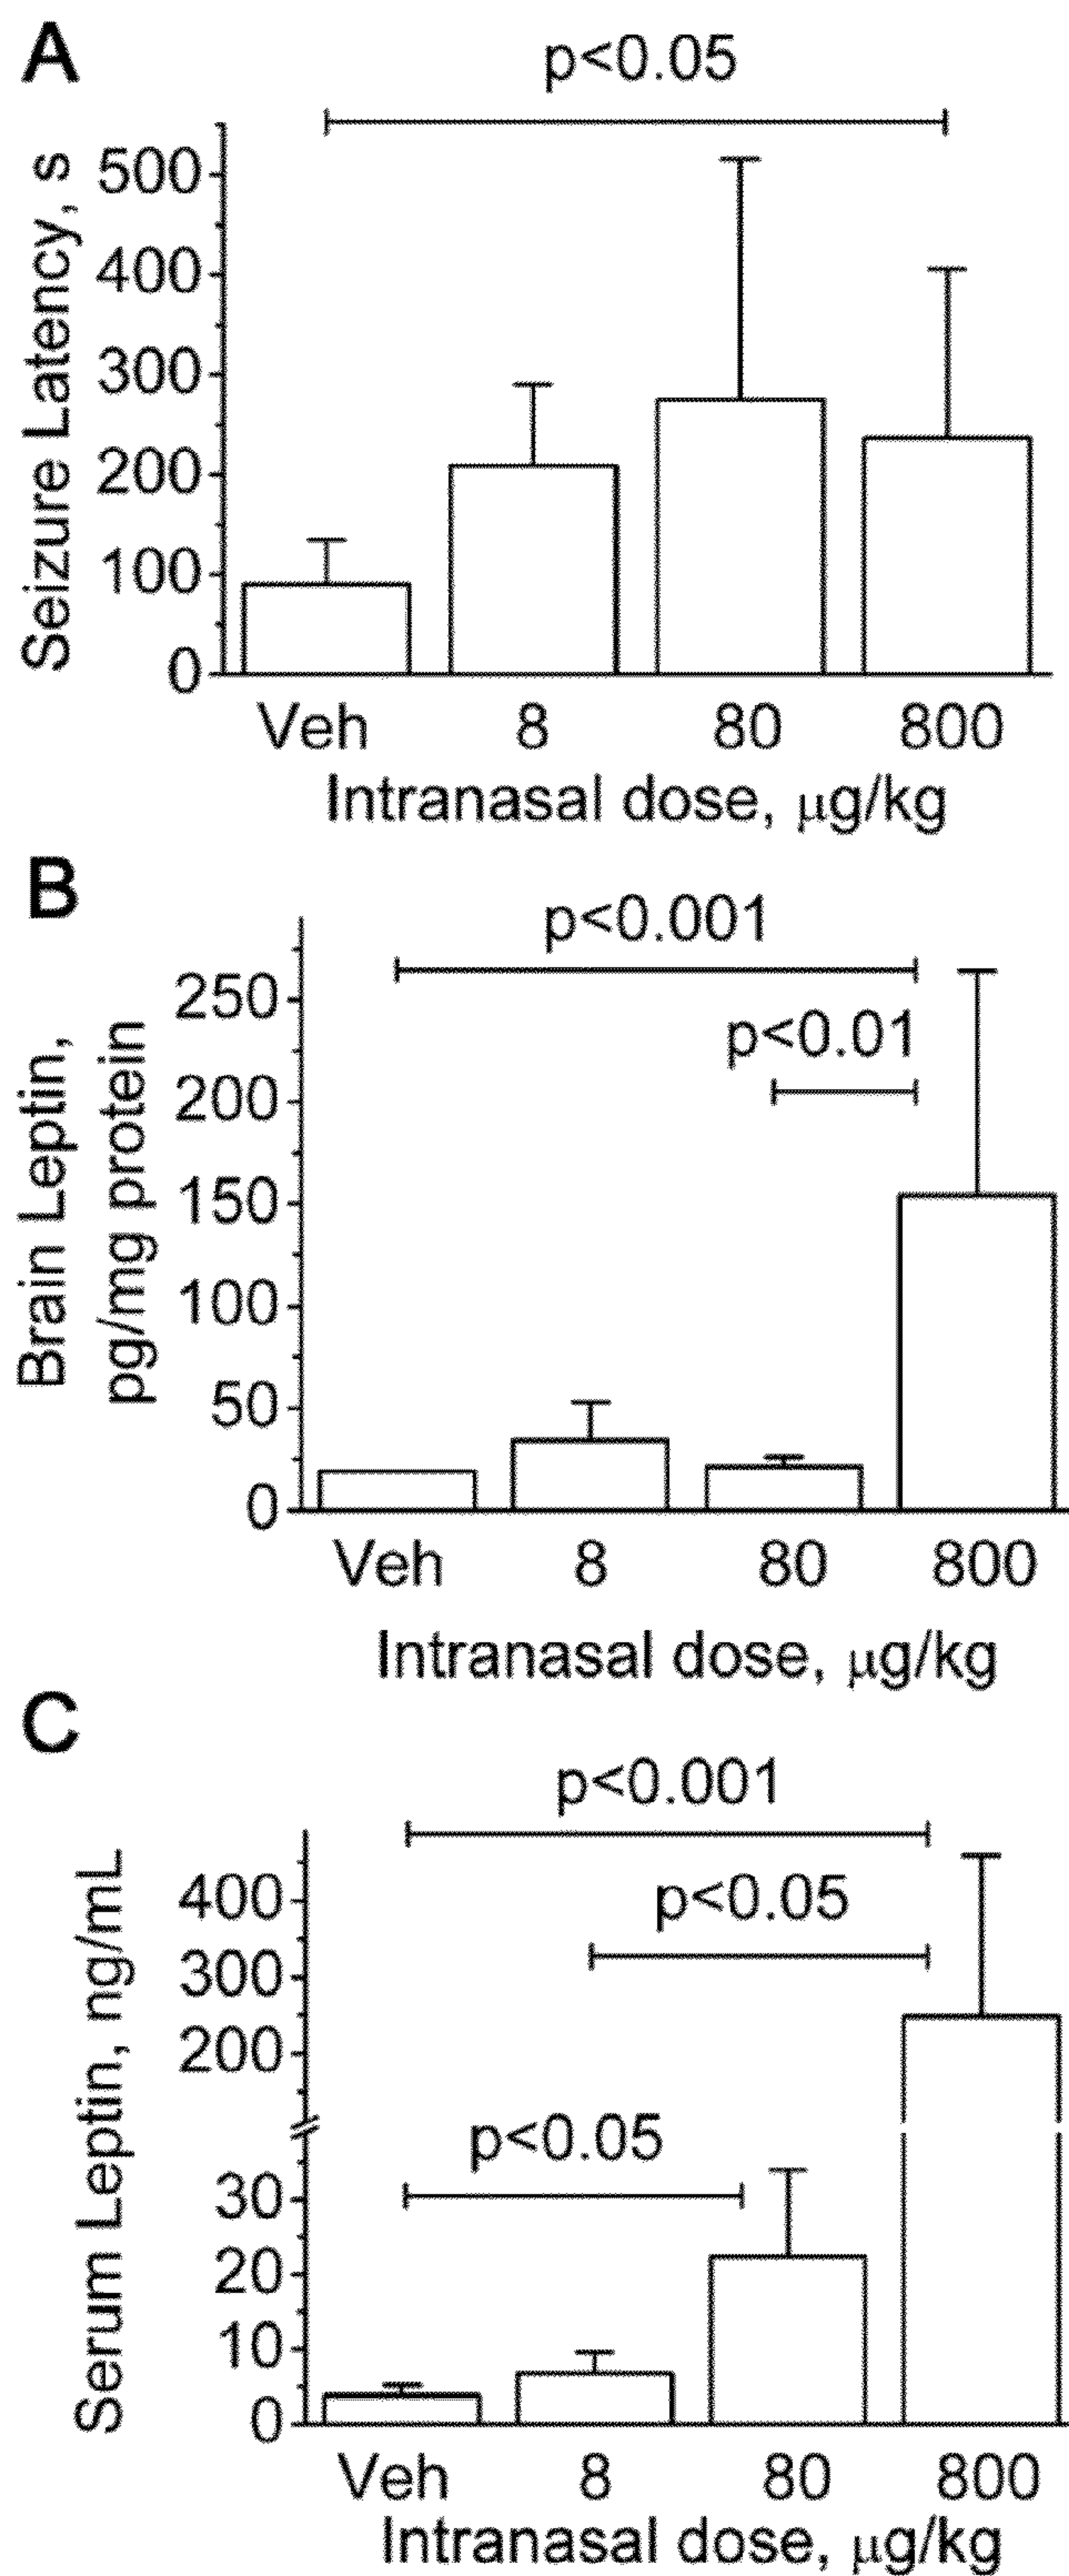 A
p<0.05
Seizure Latency, s
500
400
300
200
100
0
Veh 8 80 800
Intranasal dose, μg/kg
B
p<0.001
p<0.01
Brain Leptin,
pg/mg protein
250
200
150
100
50
0
Veh 8 80 800
Intranasal dose, μg/kg
C
p<0.001
p<0.05
p<0.05
Serum Leptin, ng/mL
400
300
200
30
20
10
0
Veh 8 80 800
Intranasal dose, μg/kg